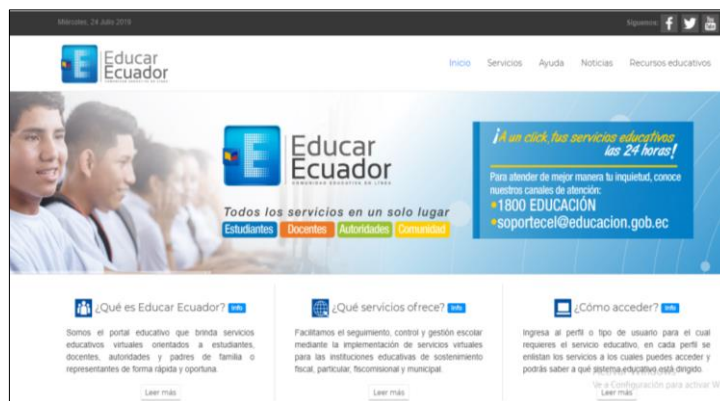 Miércoles, 24 Julio 2019
Síguenos:
Educar
Ecuador
COMUNIDAD EDUCATIVA EN LÍNEA
Inicio Servicios Ayuda Noticias Recursos educativos
Educar
Ecuador
COMUNIDAD EDUCATIVA EN LÍNEA
Todos los servicios en un solo lugar
Estudiantes Docentes Autoridades Comunidad
¡A un click, tus servicios educativos
las 24 horas!
Para atender de mejor manera tu inquietud, conoce
nuestros canales de atención:
1800 EDUCACIÓN
soportecel@educacion.gob.ec
¿Qué es Educar Ecuador? Info
Somos el portal educativo que brinda servicios
educativos virtuales orientados a estudiantes,
docentes, autoridades y padres de familia o
representantes de forma rápida y oportuna.
Leer más
¿Qué servicios ofrece? Info
Facilitamos el seguimiento, control y gestión escolar
mediante la implementación de servicios virtuales
para las instituciones educativas de sostenimiento
fiscal, particular, fiscomisional y municipal.
Leer más
¿Cómo acceder? Info
Ingresa al perfil o tipo de usuario para el cual
requieres el servicio educativo, en cada perfil se
enlistan los servicios a los cuales puedes acceder y
podrás saber a qué sistema educativo está dirigido.
Leer más
Ve a Configuración para activar W